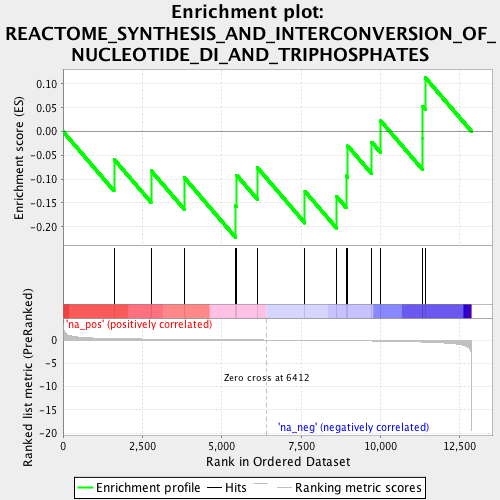 Enrichment plot:
REACTOME_SYNTHESIS_AND_INTERCONVERSION_OF_
NUCLEOTIDE_DI_AND_TRIPHOSPHATES
Enrichment score (ES)
0.10
0.05
0.00
-0.05
-0.10
-0.15
-0.20
'na_pos' (positively correlated)
Ranked list metric (PreRanked)
0
-5
-10
-15
-20
Zero cross at 6412
'na_neg' (negatively correlated)
0 2,500 5,000 7,500 10,000 12,500
Rank in Ordered Dataset
Enrichment profile Hits Ranking metric scores